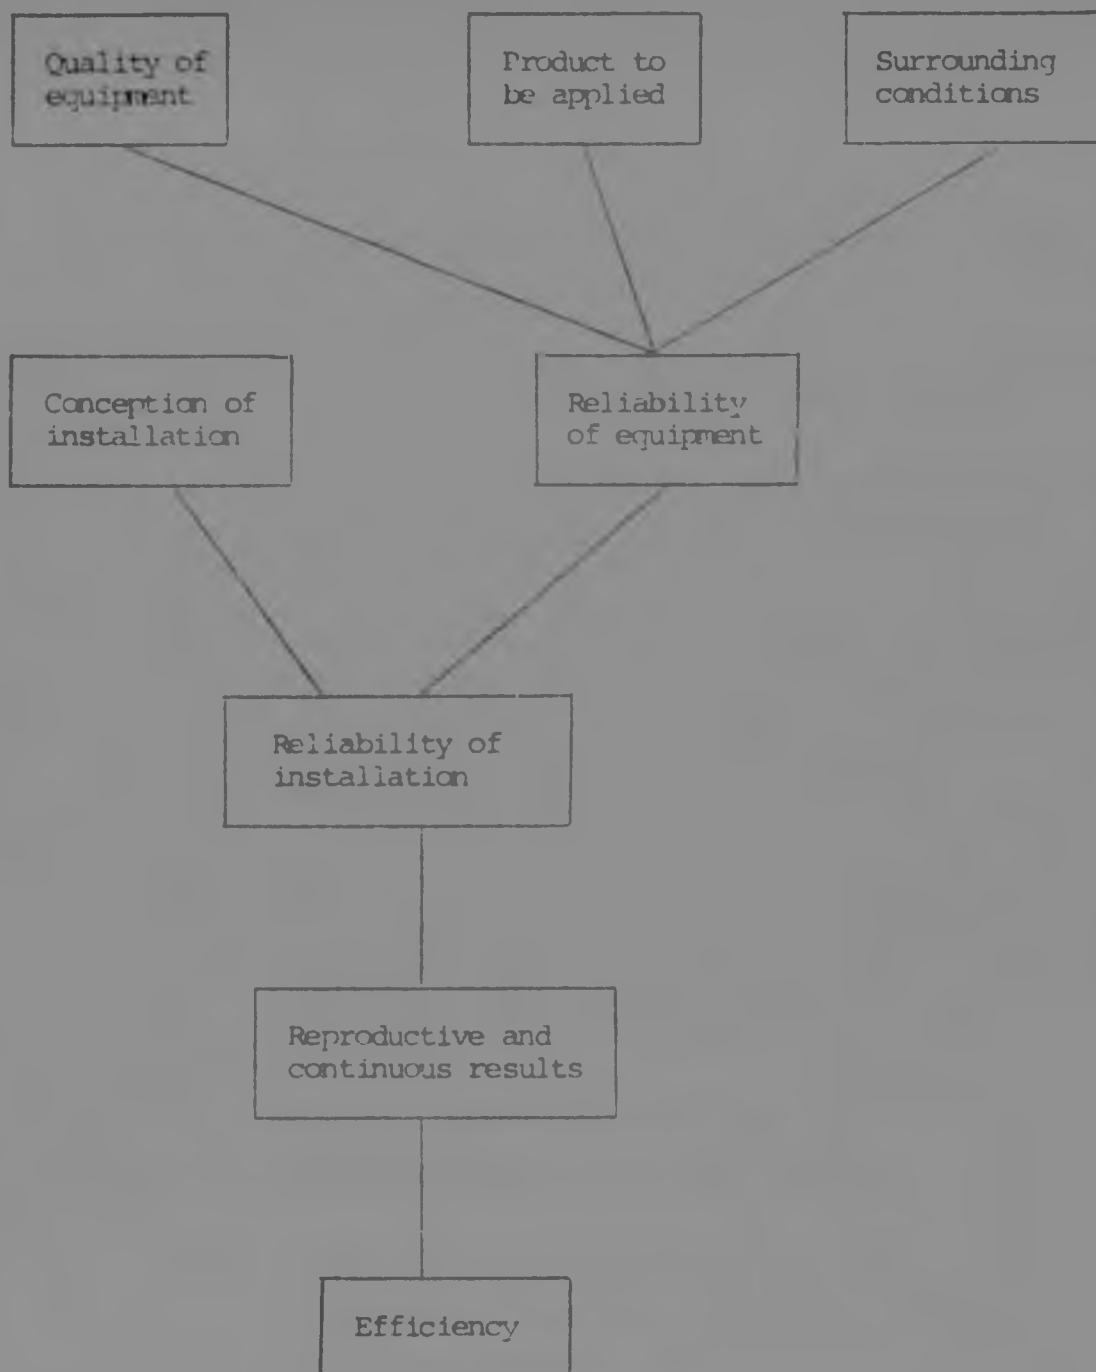 Quality of
equipment
Product to
be applied
Surrounding
conditions
Conception of
installation
Reliability
of equipment
Reliability of
installation
Reproductive and
continuous results
Efficiency